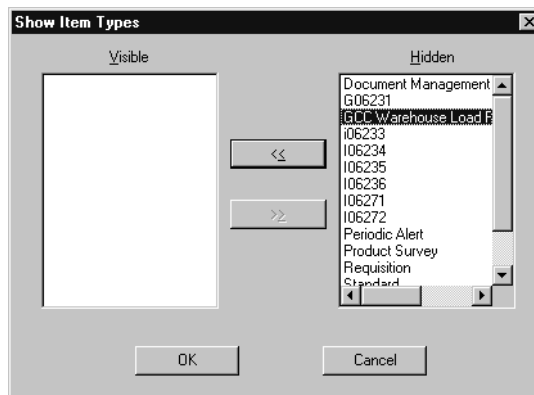 Show Item Types
Visible
Hidden
Document Management
G06231
GCC Warehouse Load
i06233
I06234
I06235
I06236
I06271
I06272
Periodic Alert
Product Survey
Requisition
Standard
<<
>>
OK
Cancel